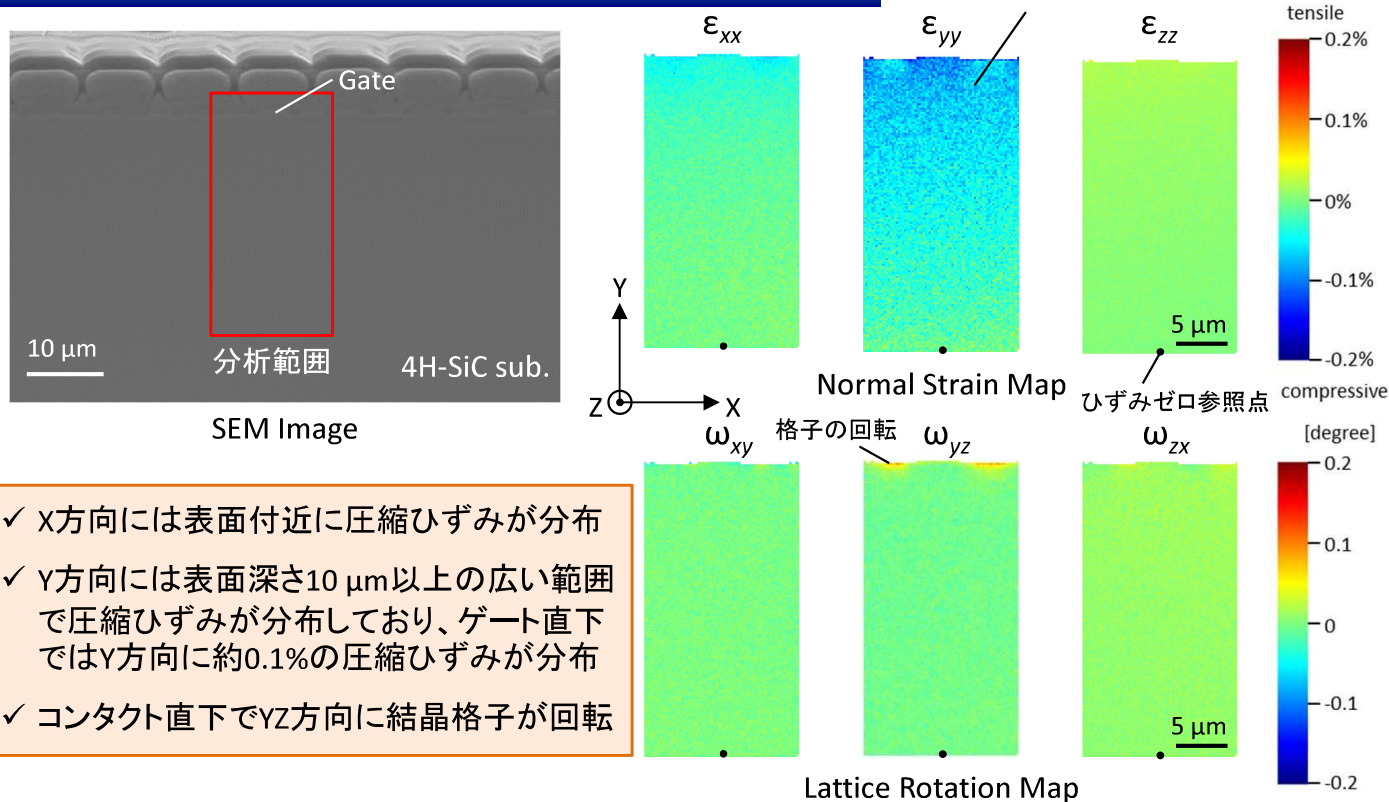 εxx
εyy
εzz
tensile
0.2%
0.1%
0%
-0.1%
-0.2%
compressive
Gate
10 µm
分析範囲
4H-SiC sub.
SEM Image
Y
Z
X
5 µm
Normal Strain Map
ひずみゼロ参照点
ωxy
格子の回転
ωyz
ωzx
[degree]
0.2
0.1
0
-0.1
-0.2
5 µm
Lattice Rotation Map
✓ X方向には表面付近に圧縮ひずみが分布
✓ Y方向には表面深さ10 µm以上の広い範囲
で圧縮ひずみが分布しており、ゲート直下
ではY方向に約0.1%の圧縮ひずみが分布
✓ コンタクト直下でYZ方向に結晶格子が回転